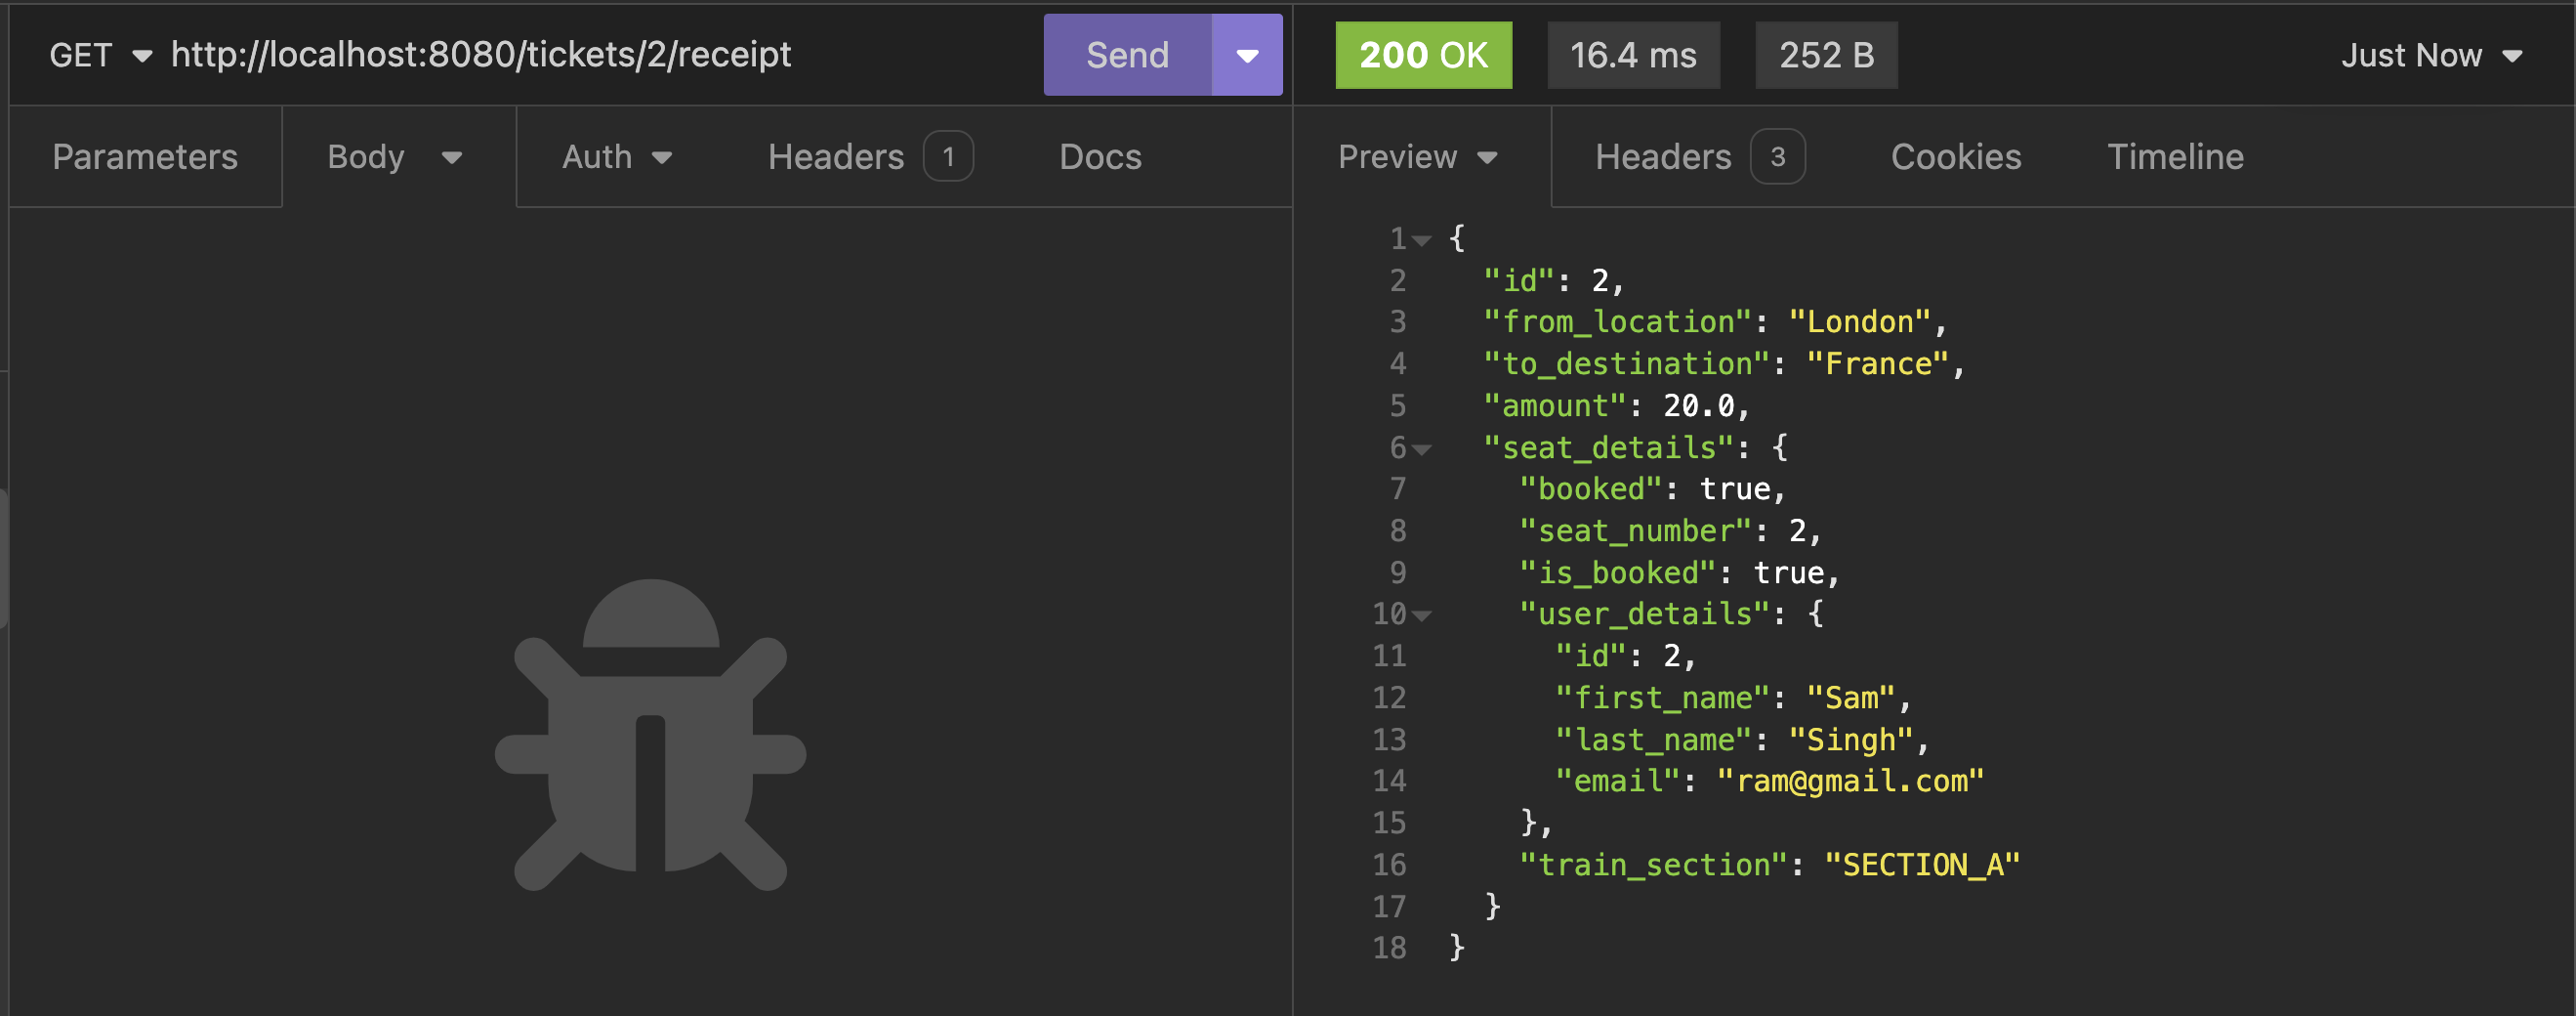 GET http://localhost:8080/tickets/2/receipt Send 200 OK 16.4 ms 252 B Just Now
Parameters Body Auth Headers 1 Docs Preview Headers 3 Cookies Timeline
1 {
2 "id": 2,
3 "from_location": "London",
4 "to_destination": "France",
5 "amount": 20.0,
6 "seat_details": {
7 "booked": true,
8 "seat_number": 2,
9 "is_booked": true,
10 "user_details": {
11 "id": 2,
12 "first_name": "Sam",
13 "last_name": "Singh",
14 "email": "ram@gmail.com"
15 },
16 "train_section": "SECTION_A"
17 }
18 }